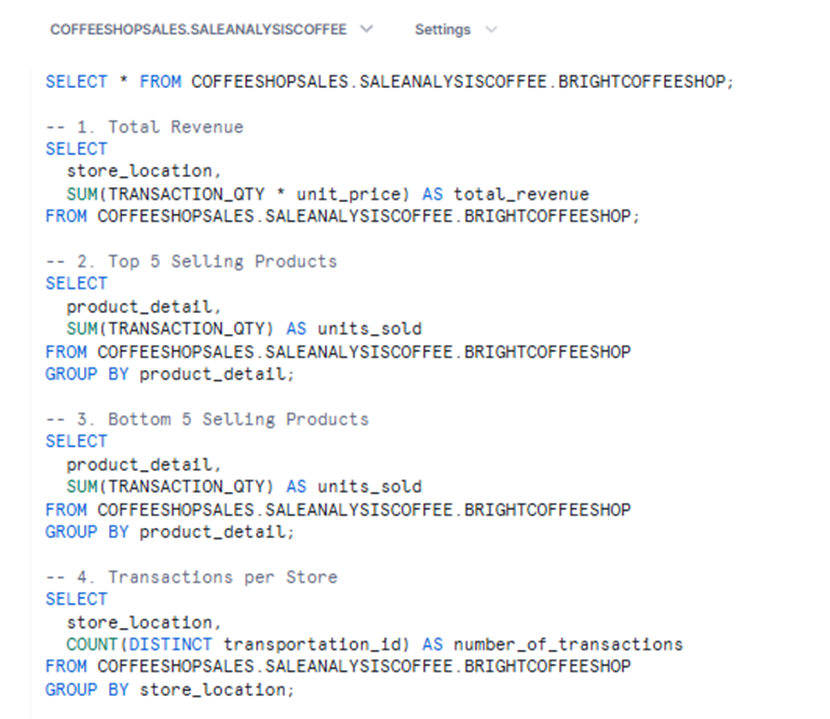 COFFEESHOPSALES.SALEANALYSISCOFFEE Settings
SELECT * FROM COFFEESHOPSALES.SALEANALYSISCOFFEE.BRIGHTCOFFEESHOP;
-- 1. Total Revenue
SELECT
store_location,
SUM(TRANSACTION_QTY * unit_price) AS total_revenue
FROM COFFEESHOPSALES.SALEANALYSISCOFFEE.BRIGHTCOFFEESHOP;
-- 2. Top 5 Selling Products
SELECT
product_detail,
SUM(TRANSACTION_QTY) AS units_sold
FROM COFFEESHOPSALES.SALEANALYSISCOFFEE.BRIGHTCOFFEESHOP
GROUP BY product_detail;
-- 3. Bottom 5 Selling Products
SELECT
product_detail,
SUM(TRANSACTION_QTY) AS units_sold
FROM COFFEESHOPSALES.SALEANALYSISCOFFEE.BRIGHTCOFFEESHOP
GROUP BY product_detail;
-- 4. Transactions per Store
SELECT
store_location,
COUNT(DISTINCT transportation_id) AS number_of_transactions
FROM COFFEESHOPSALES.SALEANALYSISCOFFEE.BRIGHTCOFFEESHOP
GROUP BY store_location;